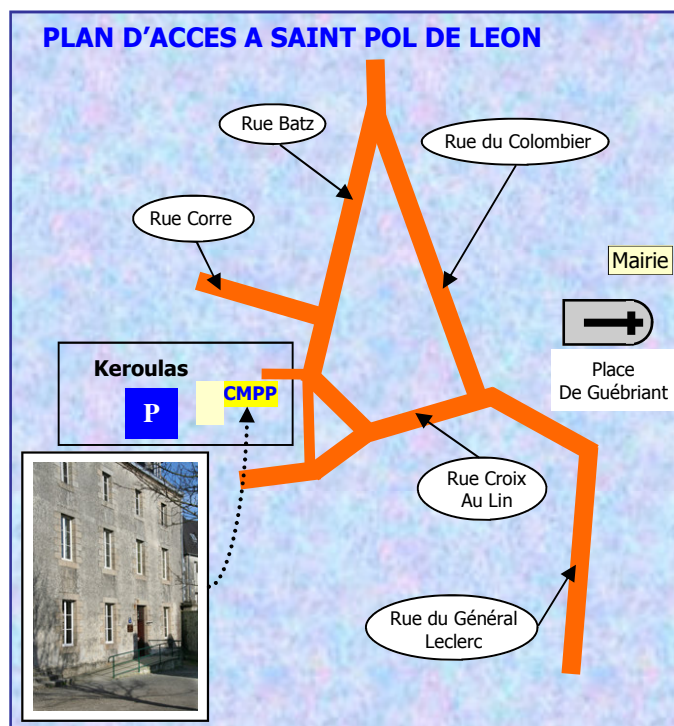 PLAN D'ACCES A SAINT POL DE LEON
Rue Batz
Rue du Colombier
Rue Corre
Mairie
Place
De Guébriant
Keroulas
CMPP
P
Rue Croix
Au Lin
Rue du Général
Leclerc